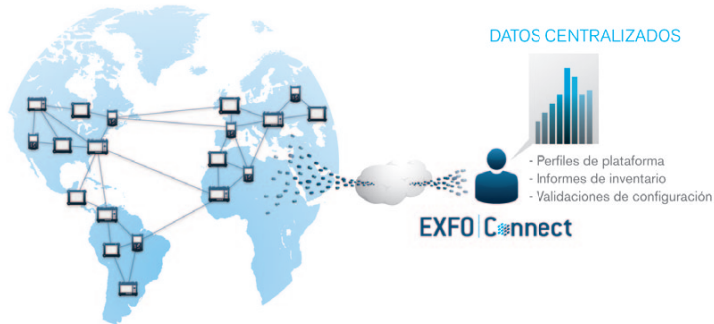 DATOS CENTRALIZADOS
- Perfiles de plataforma
- Informes de inventario
- Validaciones de configuración
EXFO Connect